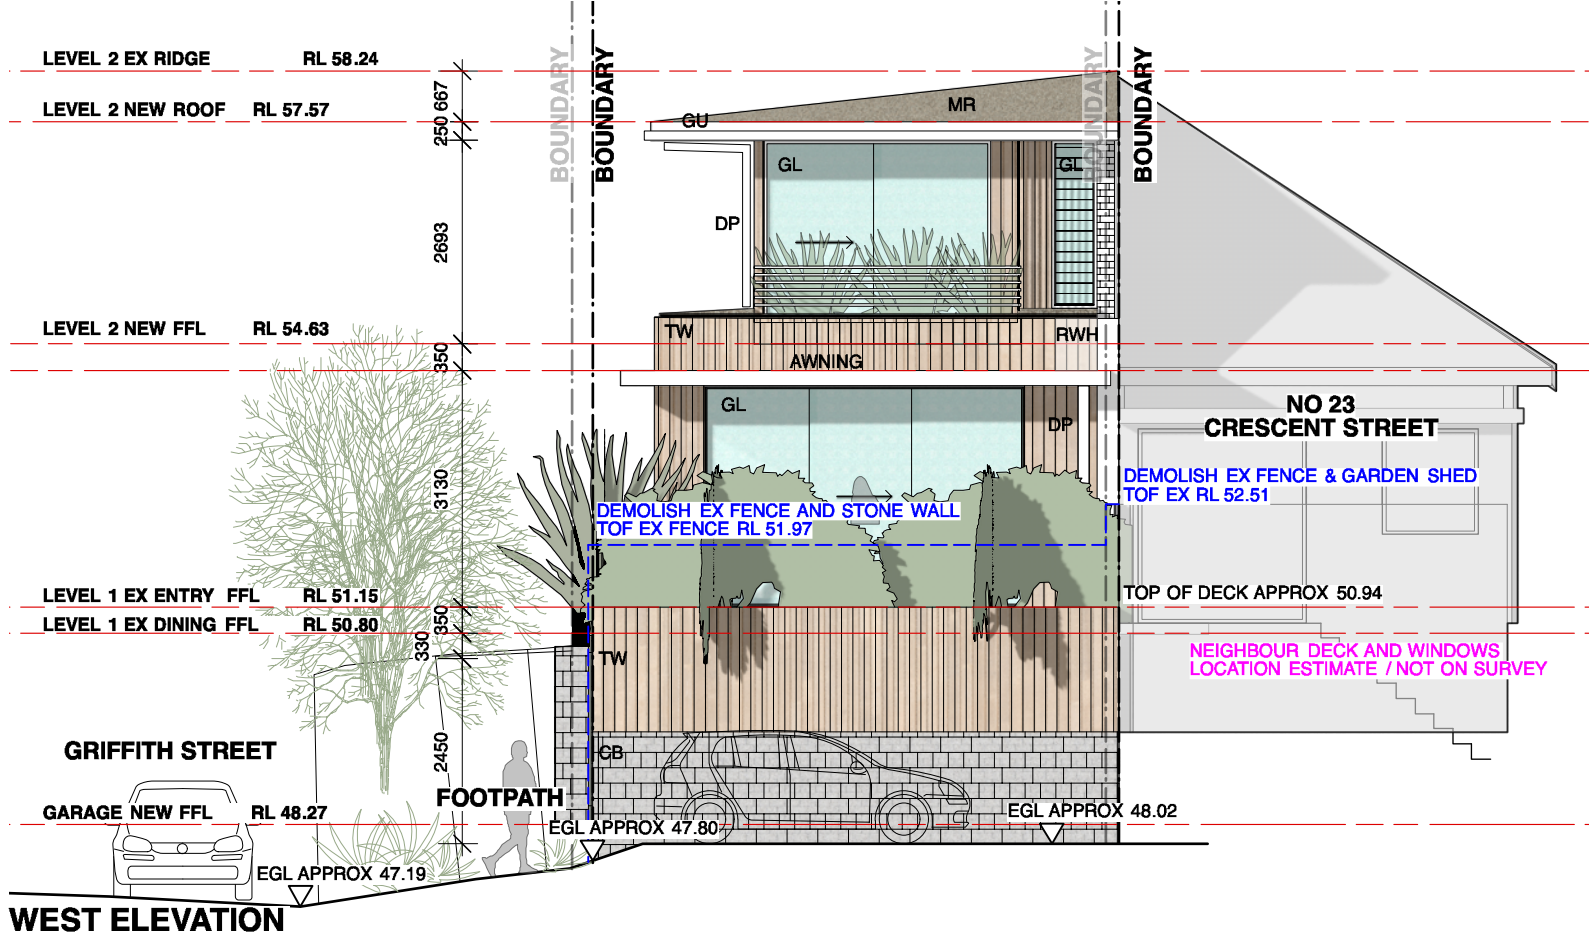 LEVEL 2 EX RIDGE RL 58.24
667
LEVEL 2 NEW ROOF RL 57.57
250
BOUNDARY
BOUNDARY
BOUNDARY
BOUNDARY
MR
GU
GL
GL
DP
2693
LEVEL 2 NEW FFL RL 54.63
TW
RWH
350
AWNING
GL
DP
NO 23
CRESCENT STREET
3130
DEMOLISH EX FENCE & GARDEN SHED
TOF EX RL 52.51
DEMOLISH EX FENCE AND STONE WALL
TOF EX FENCE RL 51.97
LEVEL 1 EX ENTRY FFL RL 51.15
TOP OF DECK APPROX 50.94
350
LEVEL 1 EX DINING FFL RL 50.80
330
TW
NEIGHBOUR DECK AND WINDOWS
LOCATION ESTIMATE / NOT ON SURVEY
GRIFFITH STREET
2450
CB
FOOTPATH
GARAGE NEW FFL RL 48.27
EGL APPROX 48.02
EGL APPROX 47.80
EGL APPROX 47.19
WEST ELEVATION